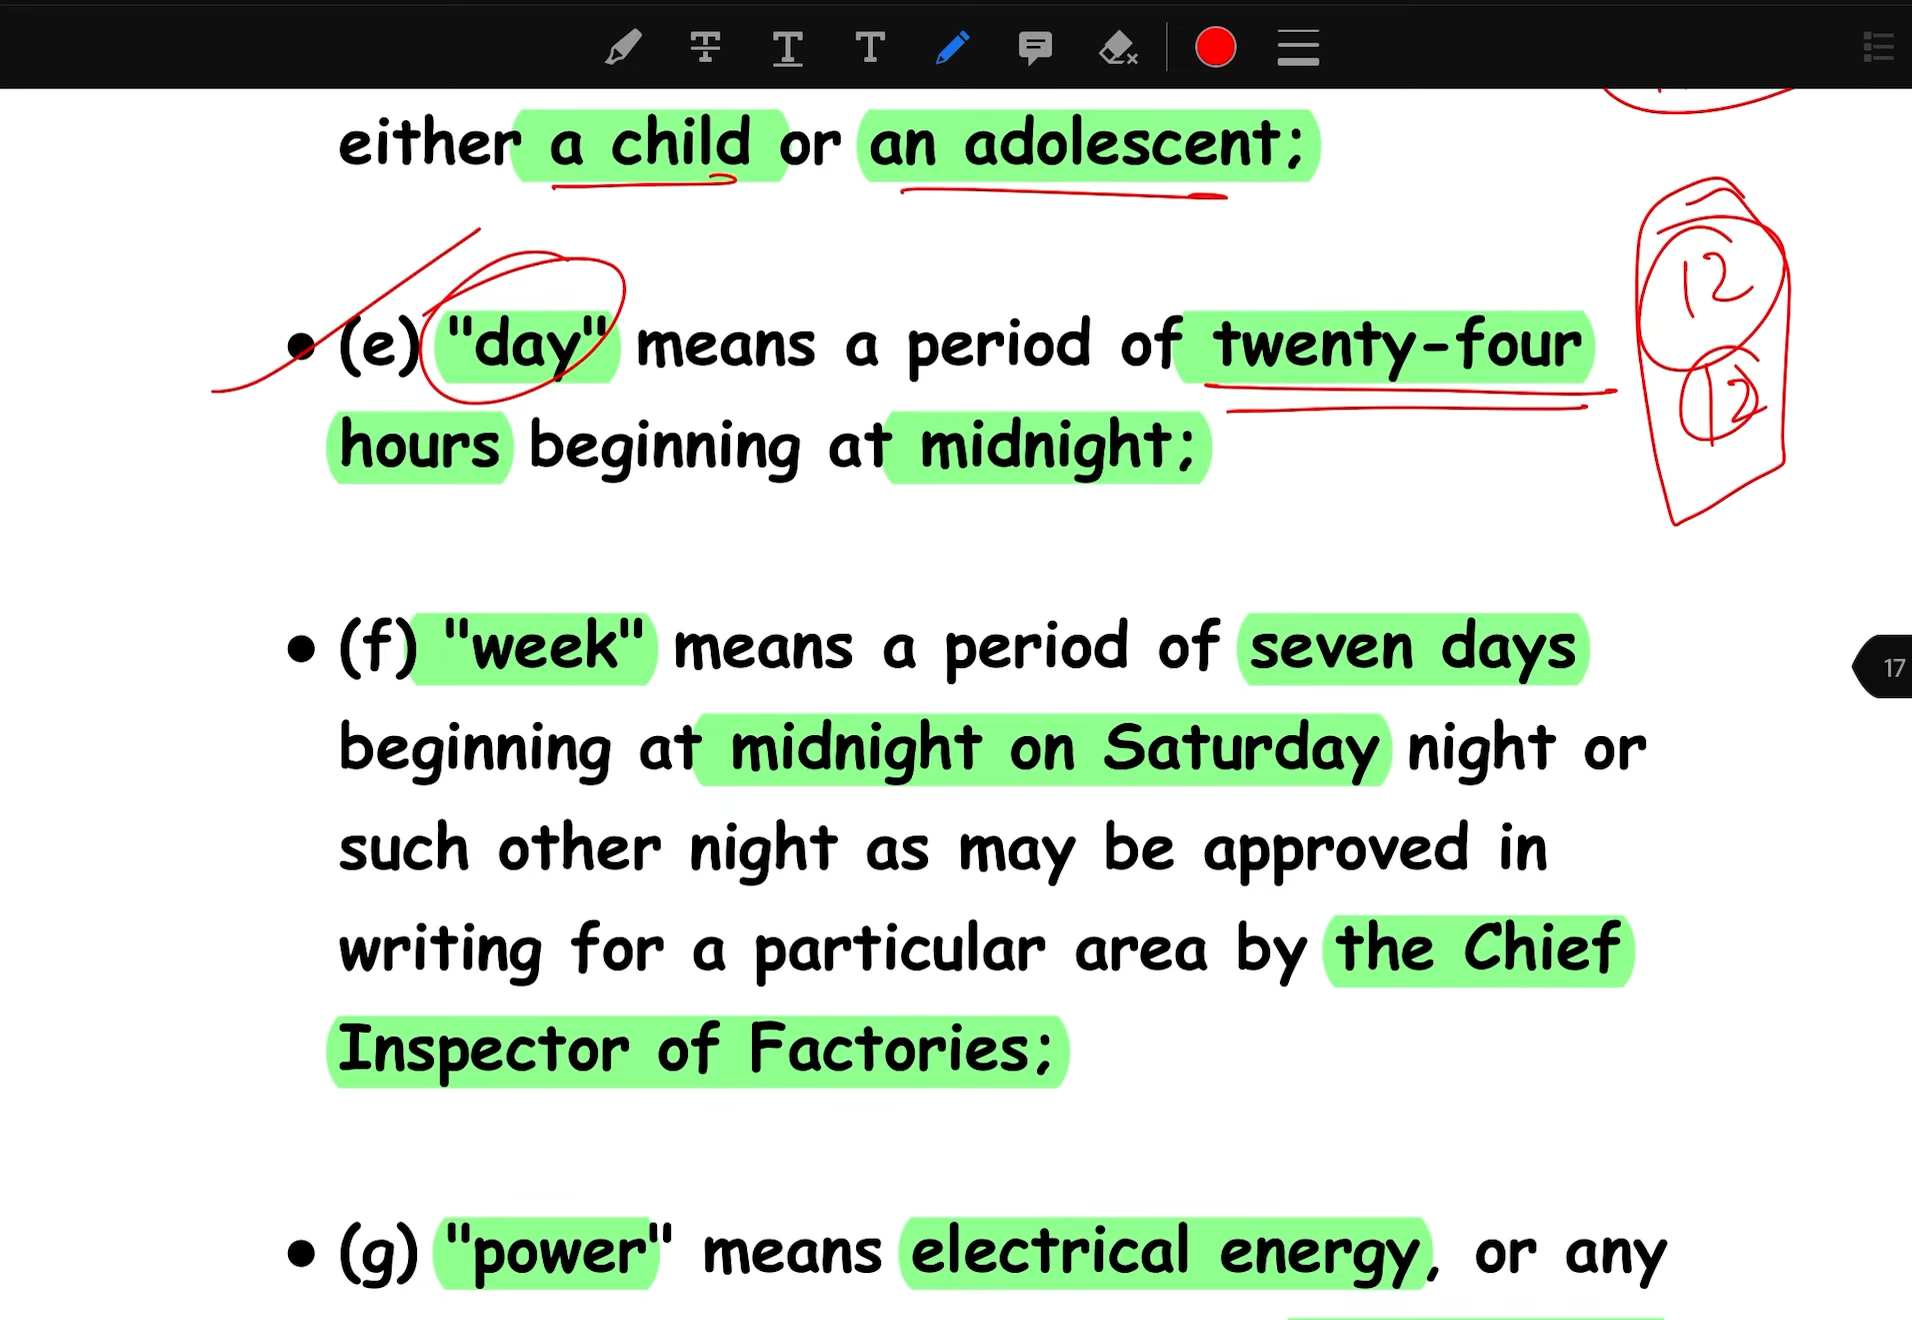 either a child or an adolescent;
12
• (e) "day" means a period of twenty-four
12
hours beginning at midnight;
• (f) "week" means a period of seven days
17
beginning at midnight on Saturday night or
such other night as may be approved in
writing for a particular area by the Chief
Inspector of Factories;
• (g) "power" means electrical energy, or any